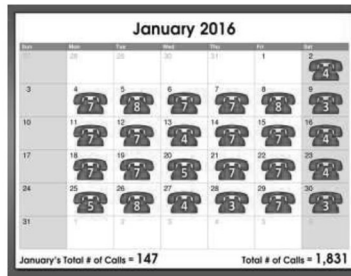 January 2016
Sun Mon Tue Wed Thu Fri Sat
28 29 30 31 1 2
4
3 4 5 6 7 8 9
7 8 7 8 3
10 11 12 13 14 15 16
7 7 4 7 7 4
17 18 19 20 21 22 23
7 7 5 7 7 4
24 25 26 27 28 29 30
5 8 4 3 7 3
31
January's Total # of Calls = 147 Total # of Calls = 1,831